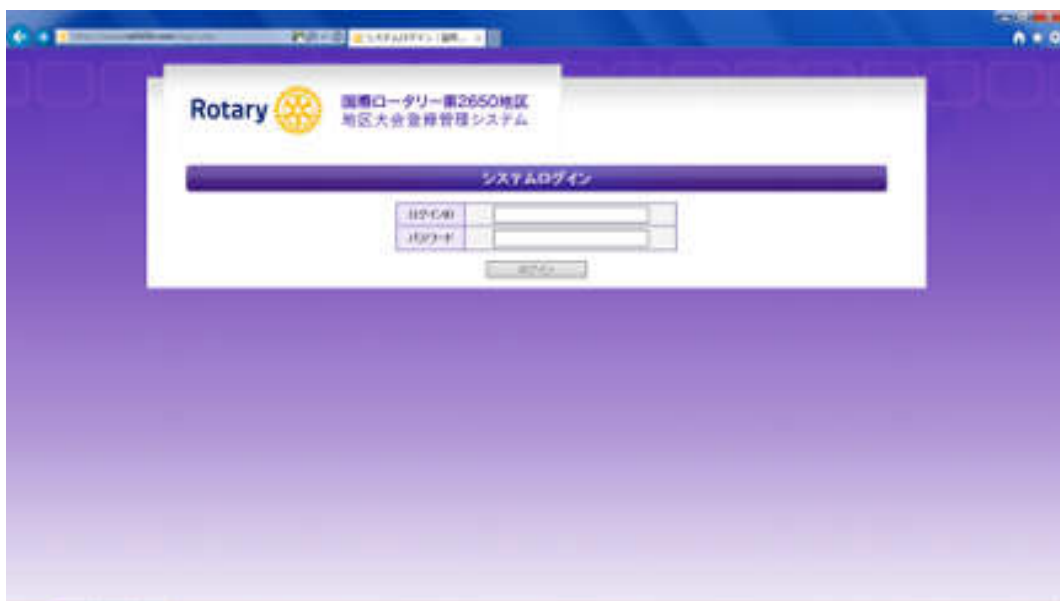 Rotary
国際ロータリー第2650地区
地区大会登録管理システム
システムログイン
ログインID
パスワード
ログイン